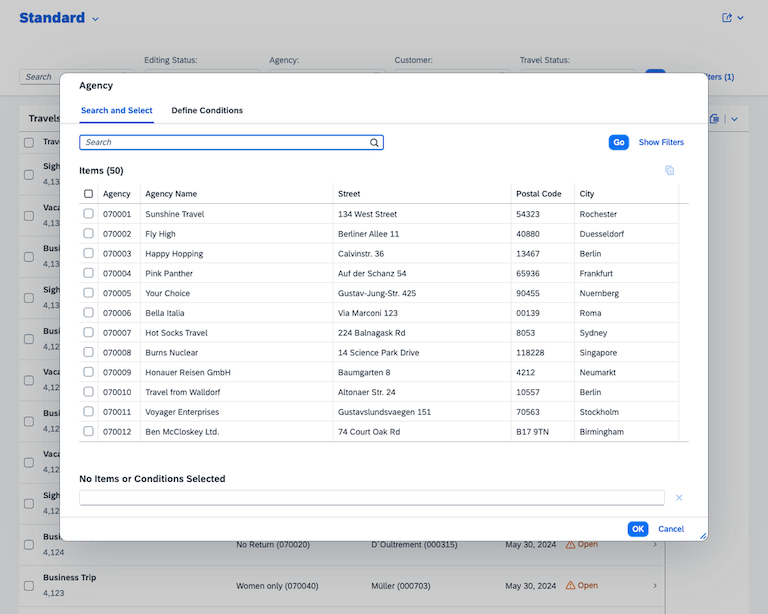 Standard
Editing Status: Agency: Customer: Travel Status:
Search
ters (1)
Agency
Search and Select Define Conditions
Search
Go Show Filters
Items (50)
Agency Agency Name Street Postal Code City
070001 Sunshine Travel 134 West Street 54323 Rochester
070002 Fly High Berliner Allee 11 40880 Duesseldorf
070003 Happy Hopping Calvinstr. 36 13467 Berlin
070004 Pink Panther Auf der Schanz 54 65936 Frankfurt
070005 Your Choice Gustav-Jung-Str. 425 90455 Nuernberg
070006 Bella Italia Via Marconi 123 00139 Roma
070007 Hot Socks Travel 224 Balnagask Rd 8053 Sydney
070008 Burns Nuclear 14 Science Park Drive 118228 Singapore
070009 Honauer Reisen GmbH Baumgarten 8 4212 Neumarkt
070010 Travel from Walldorf Altonaer Str. 24 10557 Berlin
070011 Voyager Enterprises Gustavslundsvaegen 151 70563 Stockholm
070012 Ben McCloskey Ltd. 74 Court Oak Rd B17 9TN Birmingham
No Items or Conditions Selected
OK Cancel
Travels
Trave
Sigh
4,13
Vaca
4,13
Busi
4,13
Sigh
4,13
Busi
4,12
Vaca
4,12
Busi
4,12
Vaca
4,12
Sigh
4,12
Busi
4,124
No Return (070020) D´Oultrement (000315) May 30, 2024 Open
Business Trip
4,123
Women only (070040) Müller (000703) May 30, 2024 Open